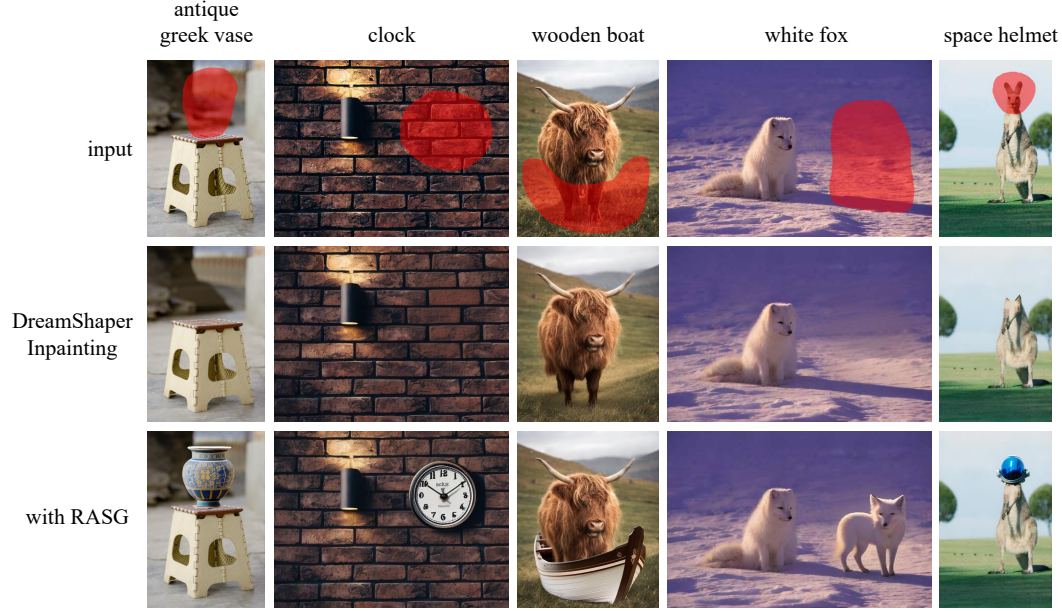 antique
greek vase
clock
wooden boat
white fox
space helmet
input
DreamShaper
Inpainting
with RASG